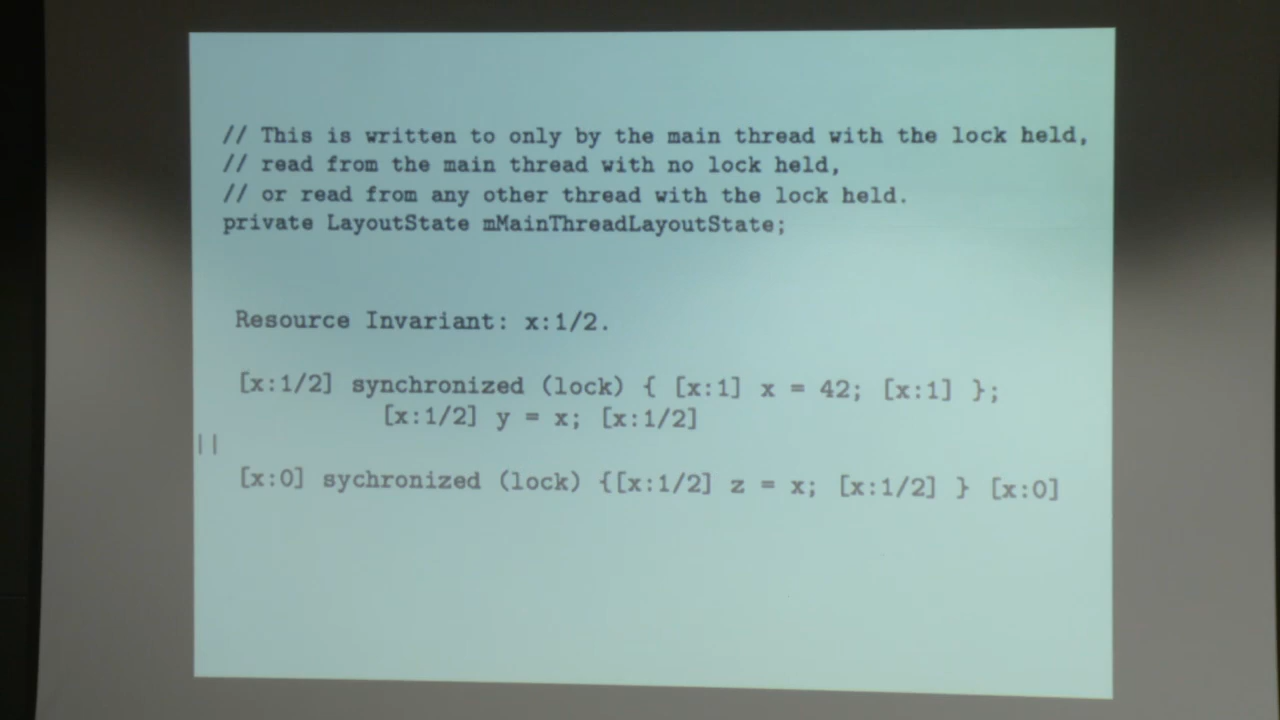 // This is written to only by the main thread with the lock held,
// read from the main thread with no lock held,
// or read from any other thread with the lock held.
private LayoutState mMainThreadLayoutState;
Resource Invariant: x:1/2.
[x:1/2] synchronized (lock) { [x:1] x = 42; [x:1] };
[x:1/2] y = x; [x:1/2]
||
[x:0] sychronized (lock) {[x:1/2] z = x; [x:1/2] } [x:0]